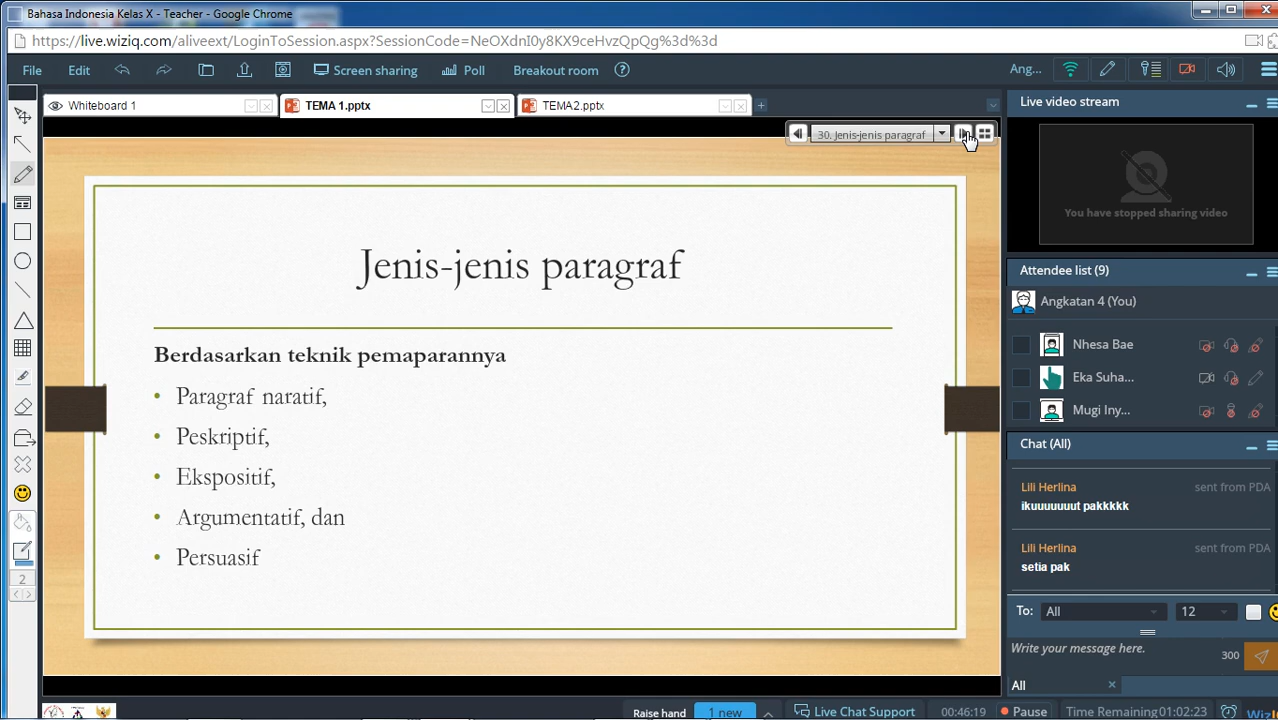 Bahasa Indonesia Kelas X - Teacher - Google Chrome
https://live.wiziq.com/aliveext/LoginToSession.aspx?SessionCode=NeOXdnI0y8KX9ceHvzQpQg%3d%3d
File Edit Screen sharing Poll Breakout room ? Ang...
Whiteboard 1 TEMA 1.pptx TEMA2.pptx
30. Jenis-jenis paragraf
Jenis-jenis paragraf
Berdasarkan teknik pemaparannya
• Paragraf naratif,
• Peskriptif,
• Ekspositif,
• Argumentatif, dan
• Persuasif
2
Live video stream
You have stopped sharing video
Attendee list (9)
Angkatan 4 (You)
Nhesa Bae
Eka Suha...
Mugi Iny...
Chat (All)
Lili Herlina sent from PDA
ikuuuuuuut pakkkkk
Lili Herlina sent from PDA
setia pak
To: All 12
Write your message here. 300
All
Raise hand 1 new Live Chat Support 00:46:19 Pause Time Remaining01:02:23